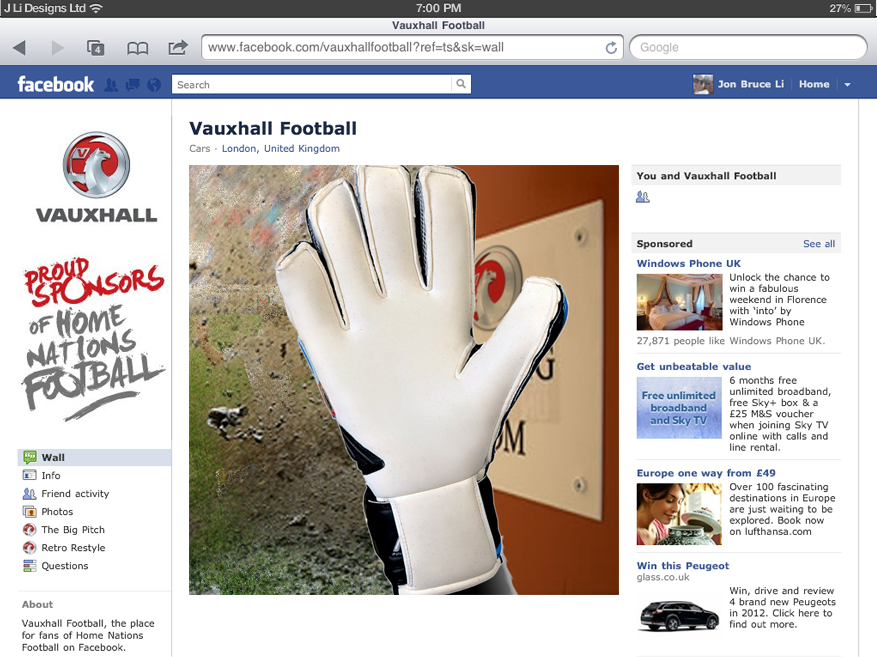 J Li Designs Ltd
7:00 PM
27%
Vauxhall Football
4
www.facebook.com/vauxhallfootball?ref=ts&sk=wall
Google
facebook
Search
Jon Bruce Li
Home
VAUXHALL
PROUD
SPONSORS
OF HOME
NATIONS
FOOTBALL
Wall
Info
Friend activity
Photos
The Big Pitch
Retro Restyle
Questions
About
Vauxhall Football, the place
for fans of Home Nations
Football on Facebook.
Vauxhall Football
Cars · London, United Kingdom
You and Vauxhall Football
Sponsored
See all
Windows Phone UK
Unlock the chance to
win a fabulous
weekend in Florence
with 'into' by
Windows Phone
27,871 people like Windows Phone UK.
Get unbeatable value
Free unlimited
broadband
and Sky TV
6 months free
unlimited broadband,
free Sky+ box & a
£25 M&S voucher
when joining Sky TV
online with calls and
line rental.
Europe one way from £49
Over 100 fascinating
destinations in Europe
are just waiting to be
explored. Book now
on lufthansa.com
Win this Peugeot
glass.co.uk
Win, drive and review
4 brand new Peugeots
in 2012. Click here to
find out more.